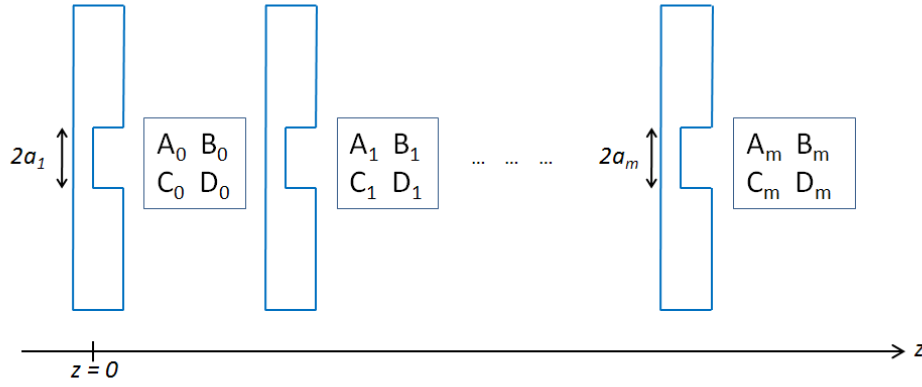 2a₁
A₀ B₀
C₀ D₀
A₁ B₁
C₁ D₁
... ... ...
2aₘ
Aₘ Bₘ
Cₘ Dₘ
z = 0
z